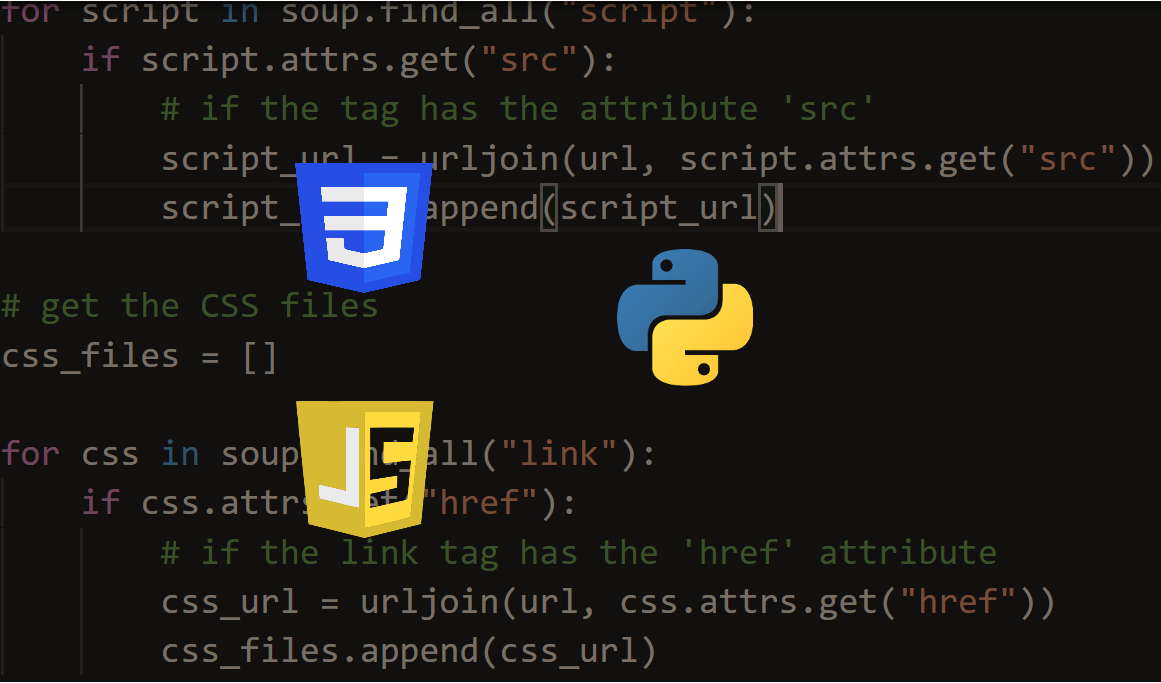 for script in soup.find_all("script"):
if script.attrs.get("src"):
# if the tag has the attribute 'src'
script_url = urljoin(url, script.attrs.get("src"))
script_ append(script_url)
# get the CSS files
css_files = []
for css in soup all("link"):
if css.attrs "href"):
# if the link tag has the 'href' attribute
css_url = urljoin(url, css.attrs.get("href"))
css_files.append(css_url)